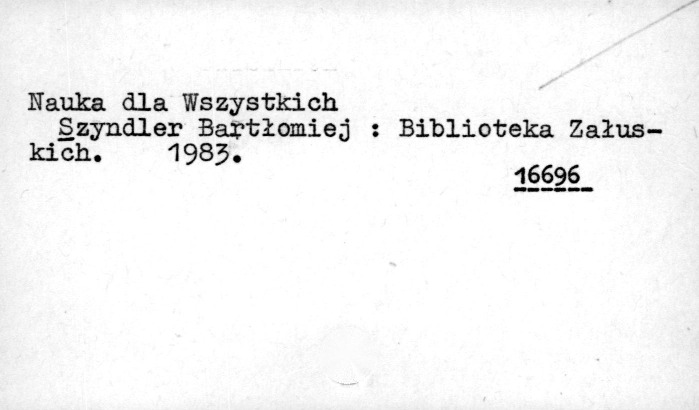 Nauka dla Wszystkich
Szyndler Bartłomiej : Biblioteka Załus-
kich. 1983.
16696